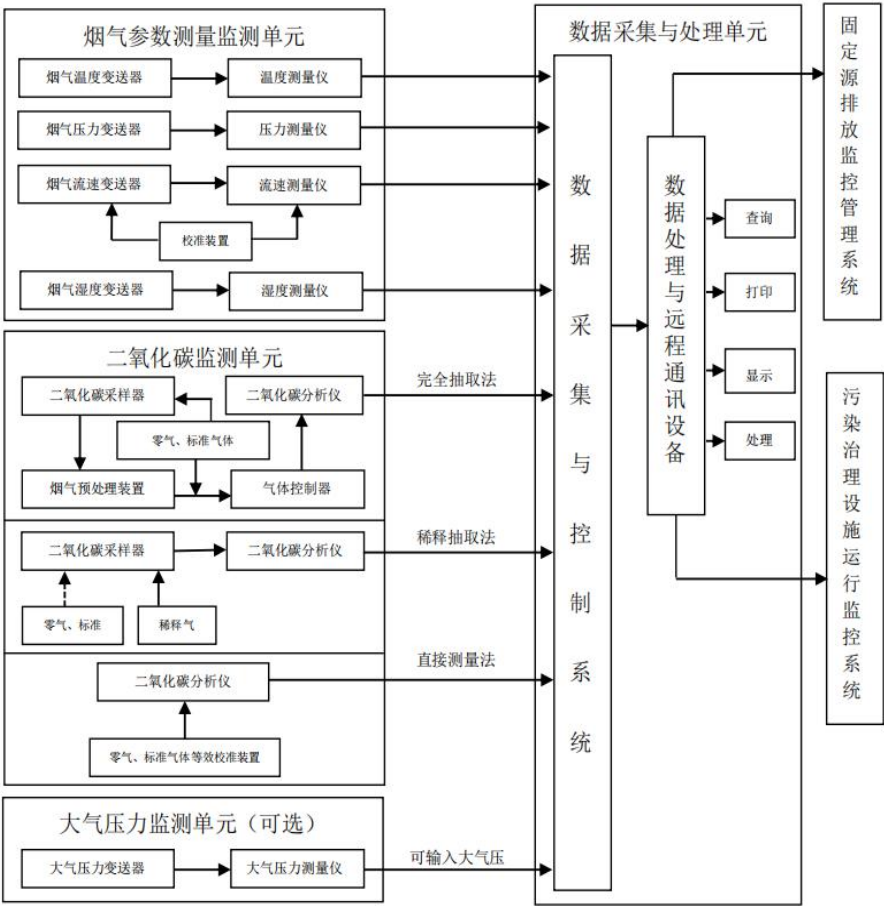 烟气参数测量监测单元
烟气温度变送器
温度测量仪
烟气压力变送器
压力测量仪
烟气流速变送器
流速测量仪
校准装置
烟气湿度变送器
湿度测量仪
二氧化碳监测单元
二氧化碳采样器
二氧化碳分析仪
零气、标准气体
烟气预处理装置
气体控制器
完全抽取法
二氧化碳采样器
二氧化碳分析仪
零气、标准
稀释气
稀释抽取法
二氧化碳分析仪
零气、标准气体等效校准装置
直接测量法
大气压力监测单元（可选）
大气压力变送器
大气压力测量仪
可输入大气压
数据采集与处理单元
数据采集与控制系统
数据处理与远程通讯设备
查询
打印
显示
处理
固定源排放监控管理系统
污染治理设施运行监控系统